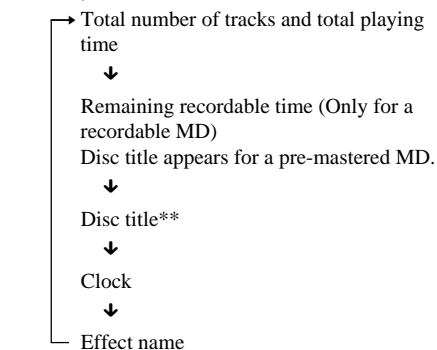 Total number of tracks and total playing
time
Remaining recordable time (Only for a
recordable MD)
Disc title appears for a pre-mastered MD.
Disc title**
Clock
Effect name